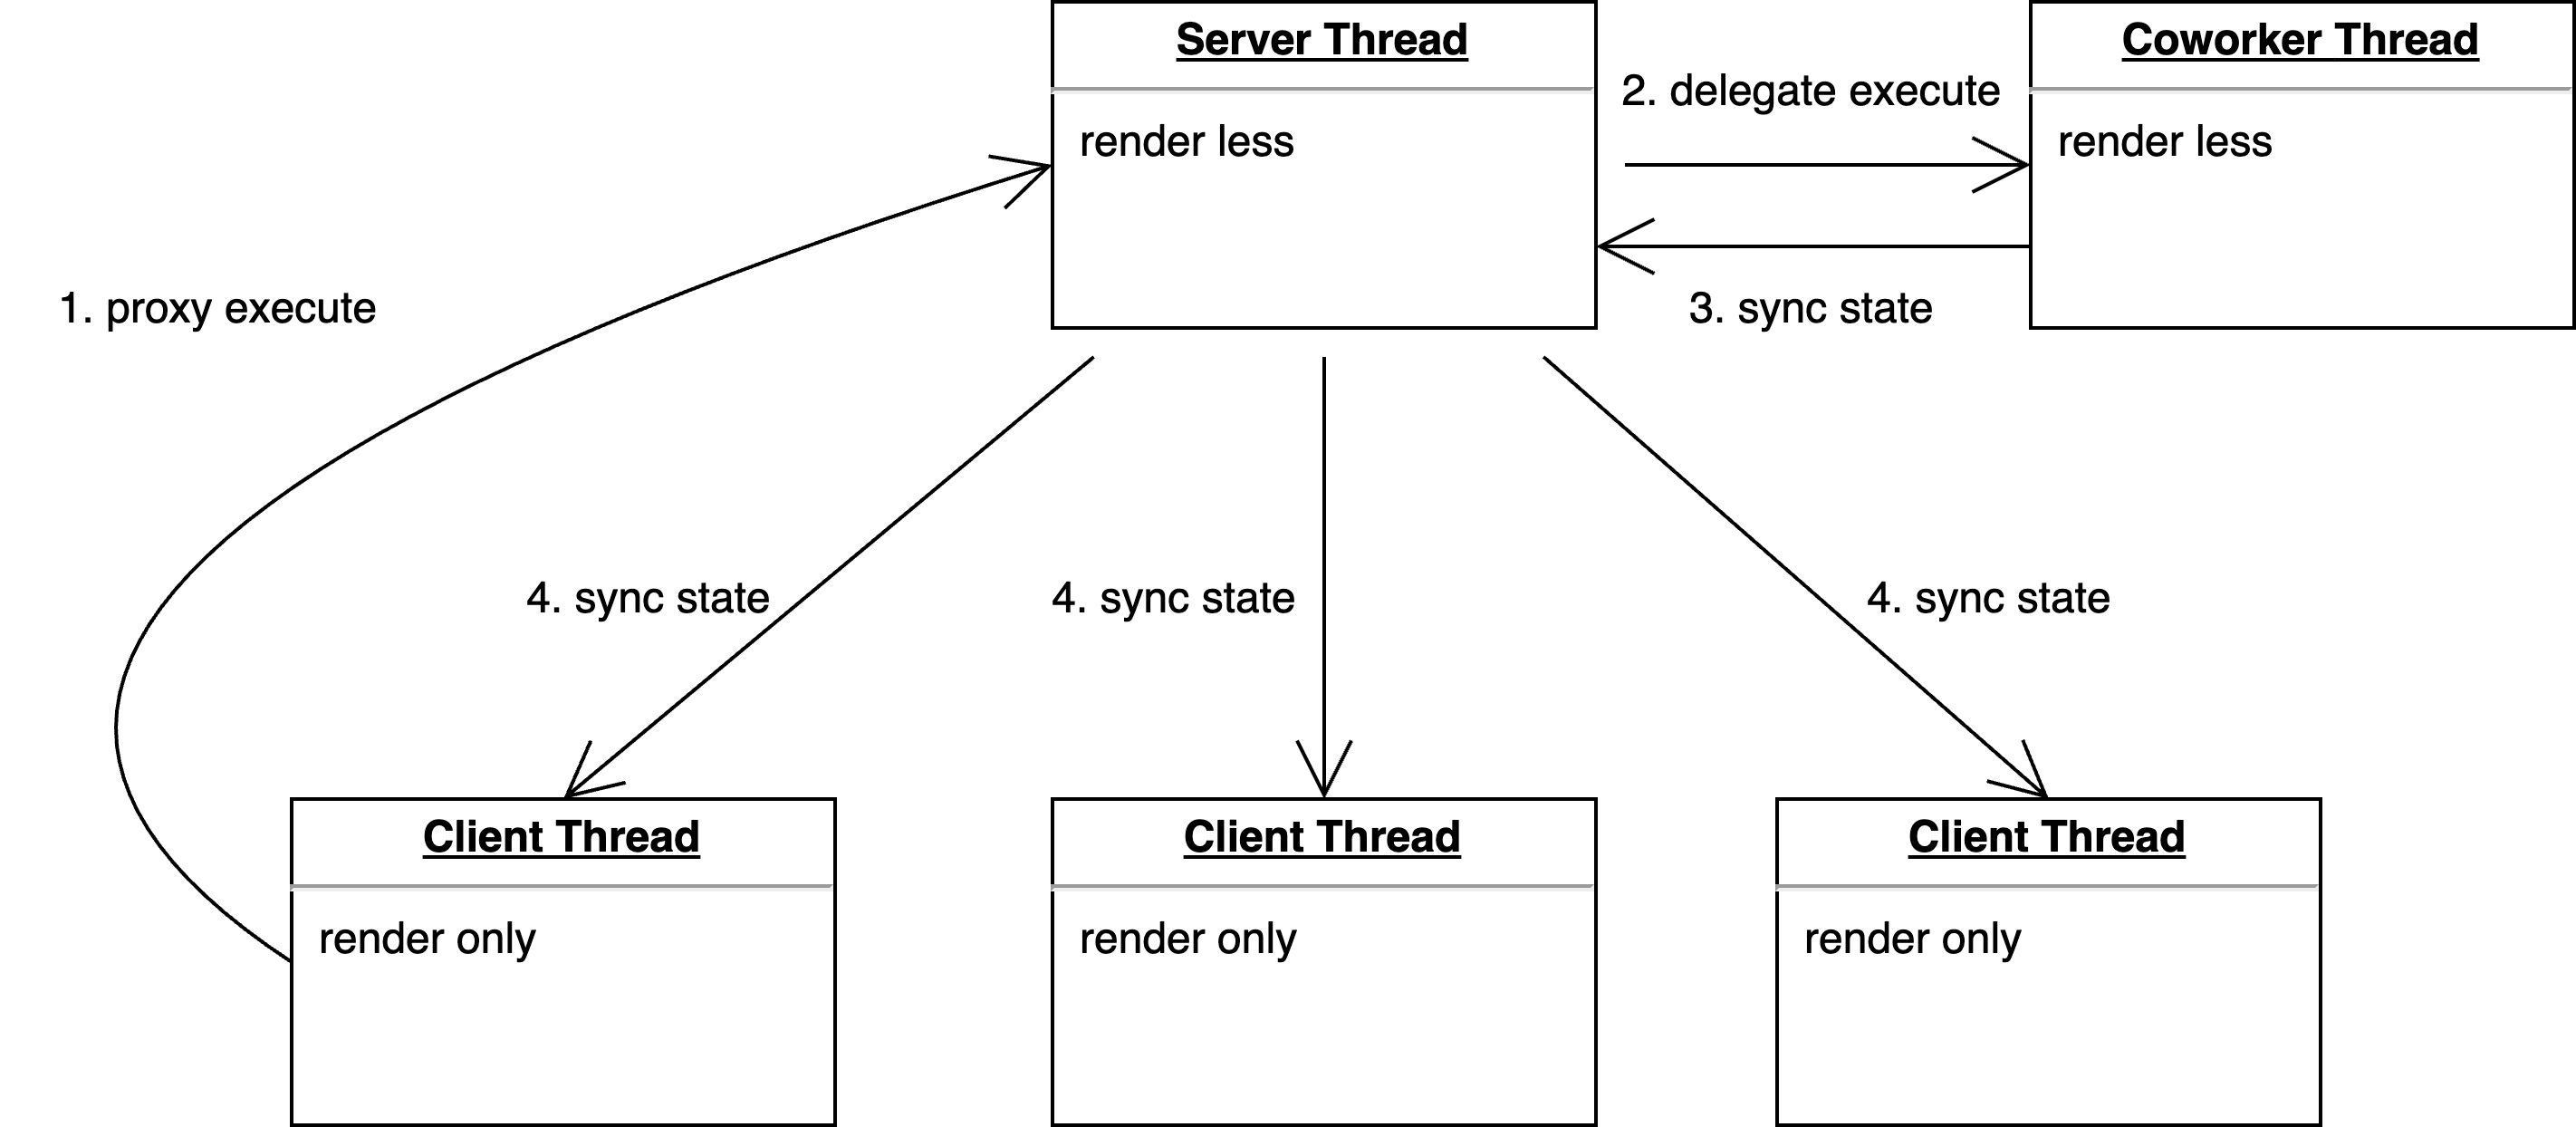 Server Thread
render less
2. delegate execute
3. sync state
Coworker Thread
render less
1. proxy execute
4. sync state
4. sync state
4. sync state
Client Thread
render only
Client Thread
render only
Client Thread
render only